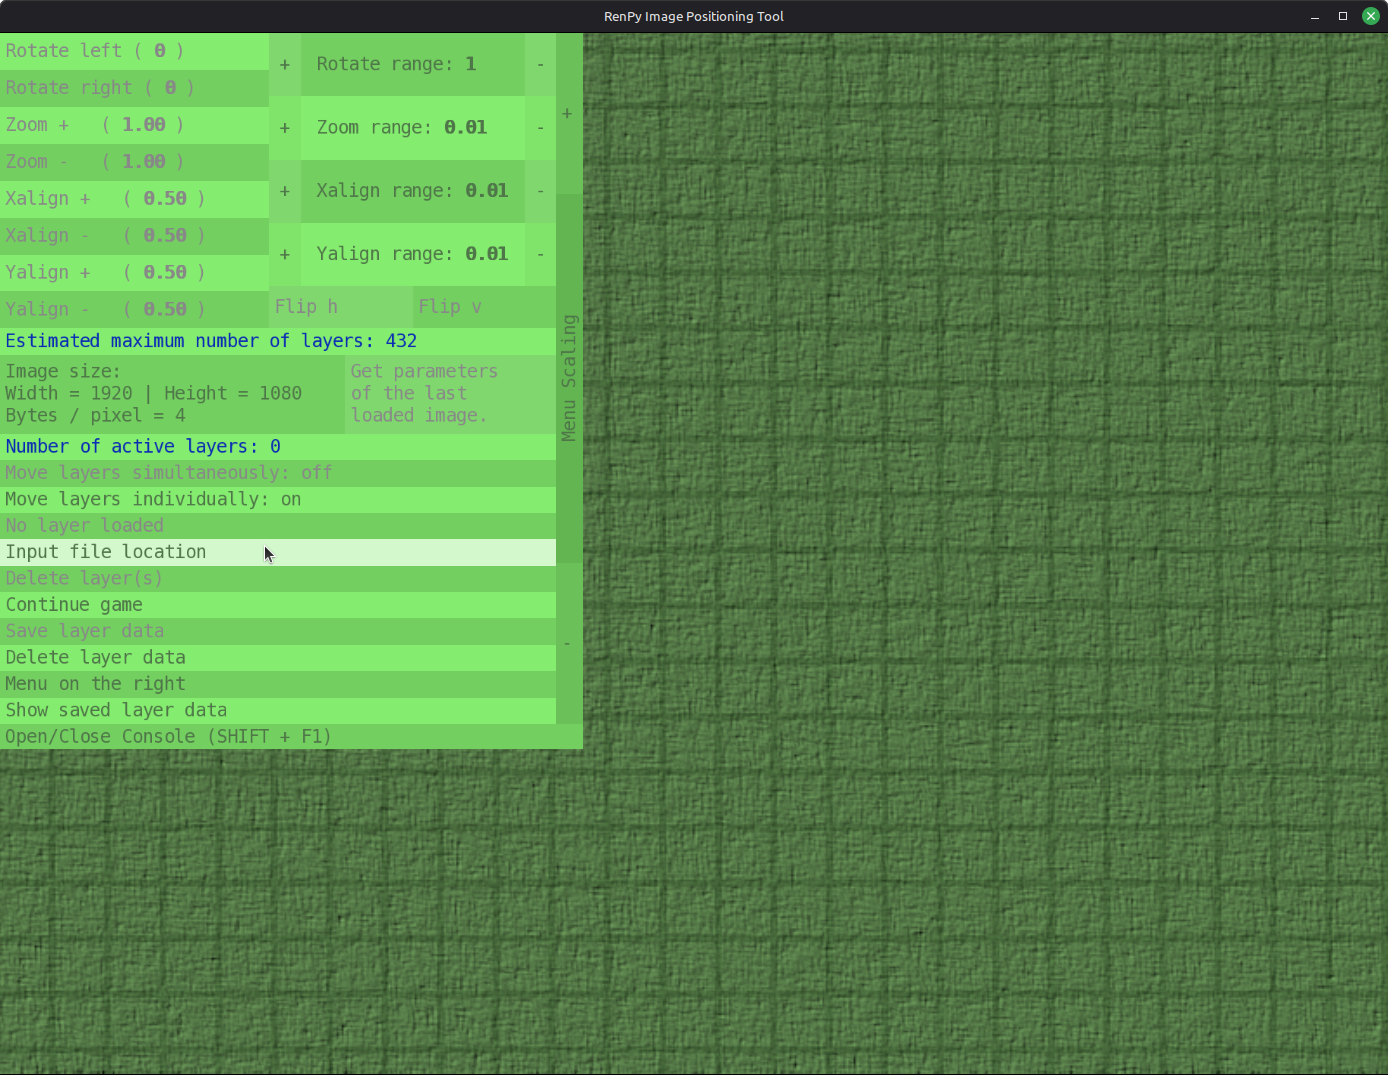 RenPy Image Positioning Tool
Rotate left ( 0 )
Rotate right ( 0 )
Zoom + ( 1.00 )
Zoom - ( 1.00 )
Xalign + ( 0.50 )
Xalign - ( 0.50 )
Yalign + ( 0.50 )
Yalign - ( 0.50 )
+ Rotate range: 1 -
+ Zoom range: 0.01 -
+ Xalign range: 0.01 -
+ Yalign range: 0.01 -
Flip h
Flip v
Estimated maximum number of layers: 432
Image size:
Width = 1920 | Height = 1080
Bytes / pixel = 4
Get parameters
of the last
loaded image.
Number of active layers: 0
Move layers simultaneously: off
Move layers individually: on
No layer loaded
Input file location
Delete layer(s)
Continue game
Save layer data
Delete layer data
Menu on the right
Show saved layer data
Open/Close Console (SHIFT + F1)
+
Menu Scaling
-